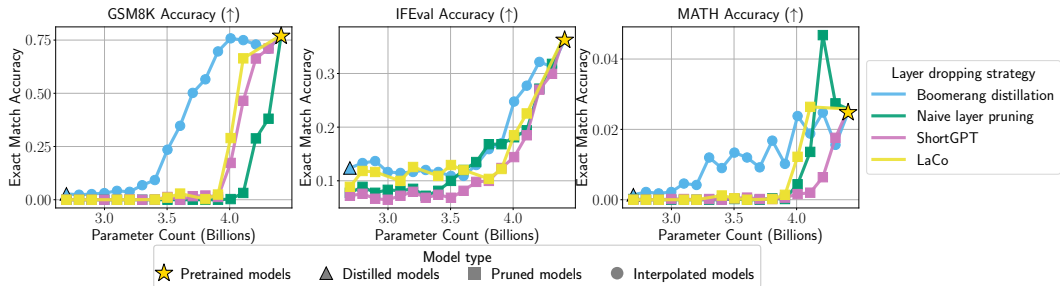 GSM8K Accuracy (↑)
Exact Match Accuracy
0.75
0.50
0.25
0.00
3.0 3.5 4.0
Parameter Count (Billions)
IFEval Accuracy (↑)
Exact Match Accuracy
0.3
0.2
0.1
3.0 3.5 4.0
Parameter Count (Billions)
MATH Accuracy (↑)
Exact Match Accuracy
0.04
0.02
0.00
3.0 3.5 4.0
Parameter Count (Billions)
Layer dropping strategy
Boomerang distillation
Naive layer pruning
ShortGPT
LaCo
Model type
Pretrained models Distilled models Pruned models Interpolated models